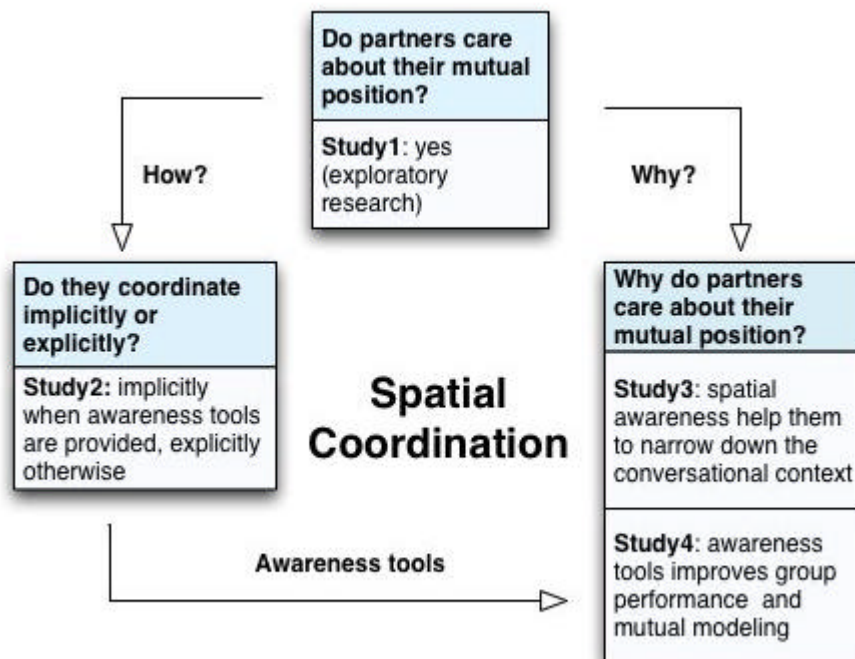 Do partners care
about their mutual
position?
Study1: yes
(exploratory
research)
How?
Why?
Do they coordinate
implicitly or
explicitly?
Study2: implicitly
when awareness tools
are provided, explicitly
otherwise
Spatial
Coordination
Why do partners
care about their
mutual position?
Study3: spatial
awareness help them
to narrow down the
conversational context
Study4: awareness
tools improves group
performance and
mutual modeling
Awareness tools